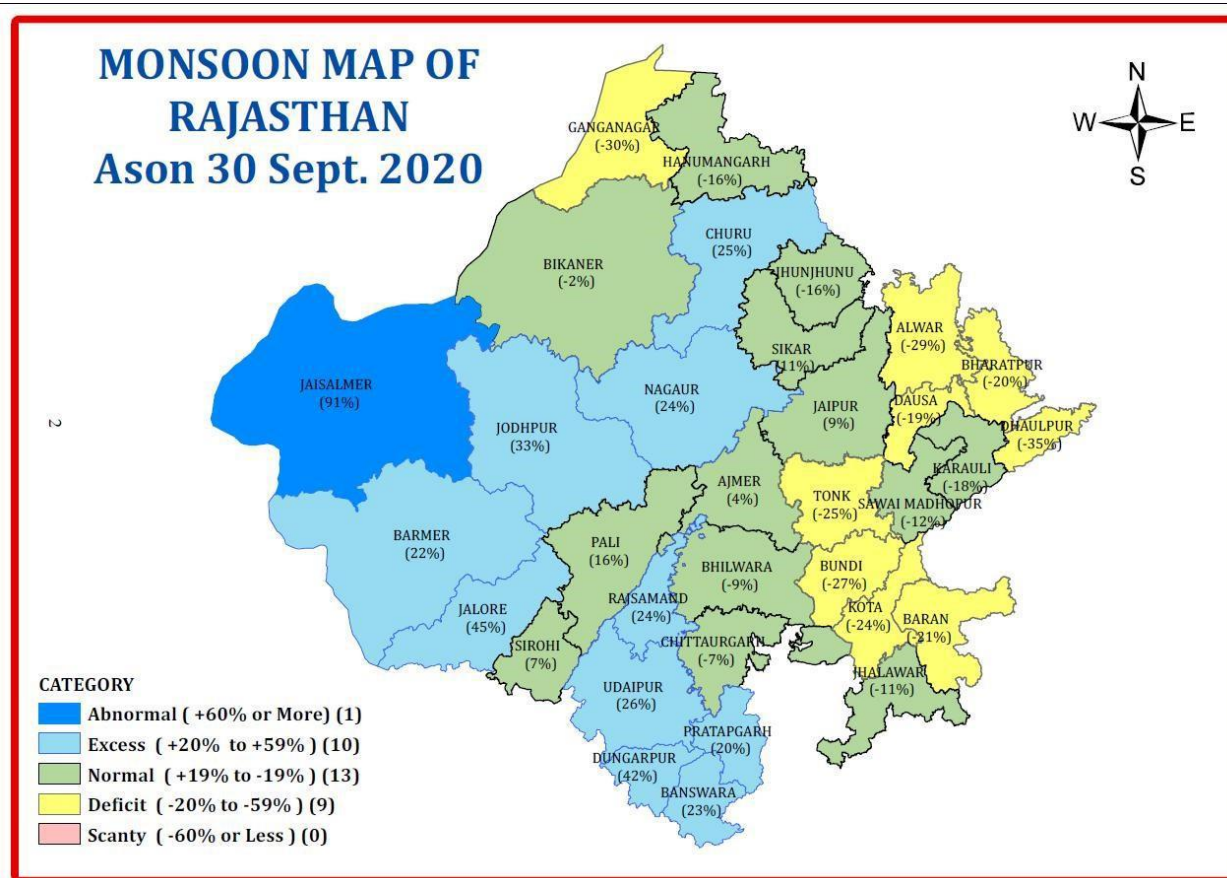 MONSOON MAP OF
RAJASTHAN
Ason 30 Sept. 2020
N
W
E
S
GANGANAGAR
(-30%)
HANUMANGARH
(-16%)
CHURU
(25%)
BIKANER
(-2%)
JHUNJHUNU
(-16%)
ALWAR
(-29%)
SIKAR
(11%)
BHARATPUR
(-20%)
JAISALMER
(91%)
NAGAUR
(24%)
JAIPUR
(9%)
DAUSA
(-19%)
2
JODHPUR
(33%)
DHAULPUR
(-35%)
KARAULI
(-18%)
AJMER
(4%)
TONK
(-25%)
SAWAI MADHOPUR
(-12%)
BARMER
(22%)
PALI
(16%)
BHILWARA
(-9%)
BUNDI
(-27%)
JALORE
(45%)
RAJSAMAND
(24%)
KOTA
(-24%)
BARAN
(-21%)
SIROHI
(7%)
CHITTAURGARH
(-7%)
JHALAWAR
(-11%)
UDAIPUR
(26%)
PRATAPGARH
(20%)
DUNGARPUR
(42%)
BANSWARA
(23%)
CATEGORY
Abnormal ( +60% or More) (1)
Excess ( +20% to +59% ) (10)
Normal ( +19% to -19% ) (13)
Deficit ( -20% to -59% ) (9)
Scanty ( -60% or Less ) (0)